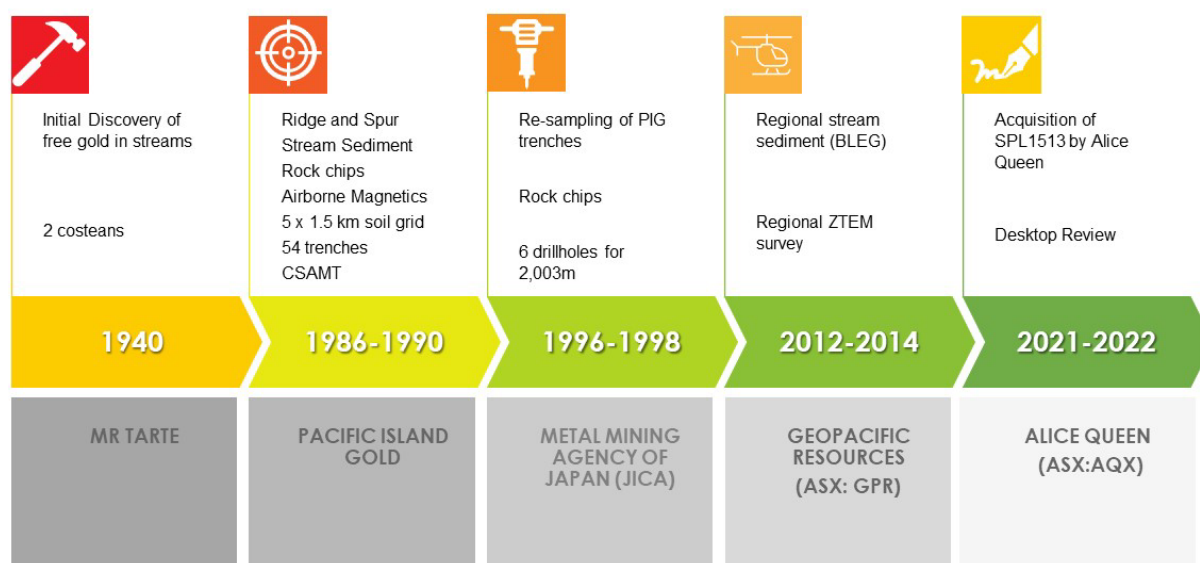 Initial Discovery of
free gold in streams
2 costeans
Ridge and Spur
Stream Sediment
Rock chips
Airborne Magnetics
5 x 1.5 km soil grid
54 trenches
CSAMT
Re-sampling of PIG
trenches
Rock chips
6 drillholes for
2,003m
Regional stream
sediment (BLEG)
Regional ZTEM
survey
Acquisition of
SPL1513 by Alice
Queen
Desktop Review
1940
1986-1990
1996-1998
2012-2014
2021-2022
MR TARTE
PACIFIC ISLAND
GOLD
METAL MINING
AGENCY OF
JAPAN (JICA)
GEOPACIFIC
RESOURCES
(ASX: GPR)
ALICE QUEEN
(ASX:AQX)